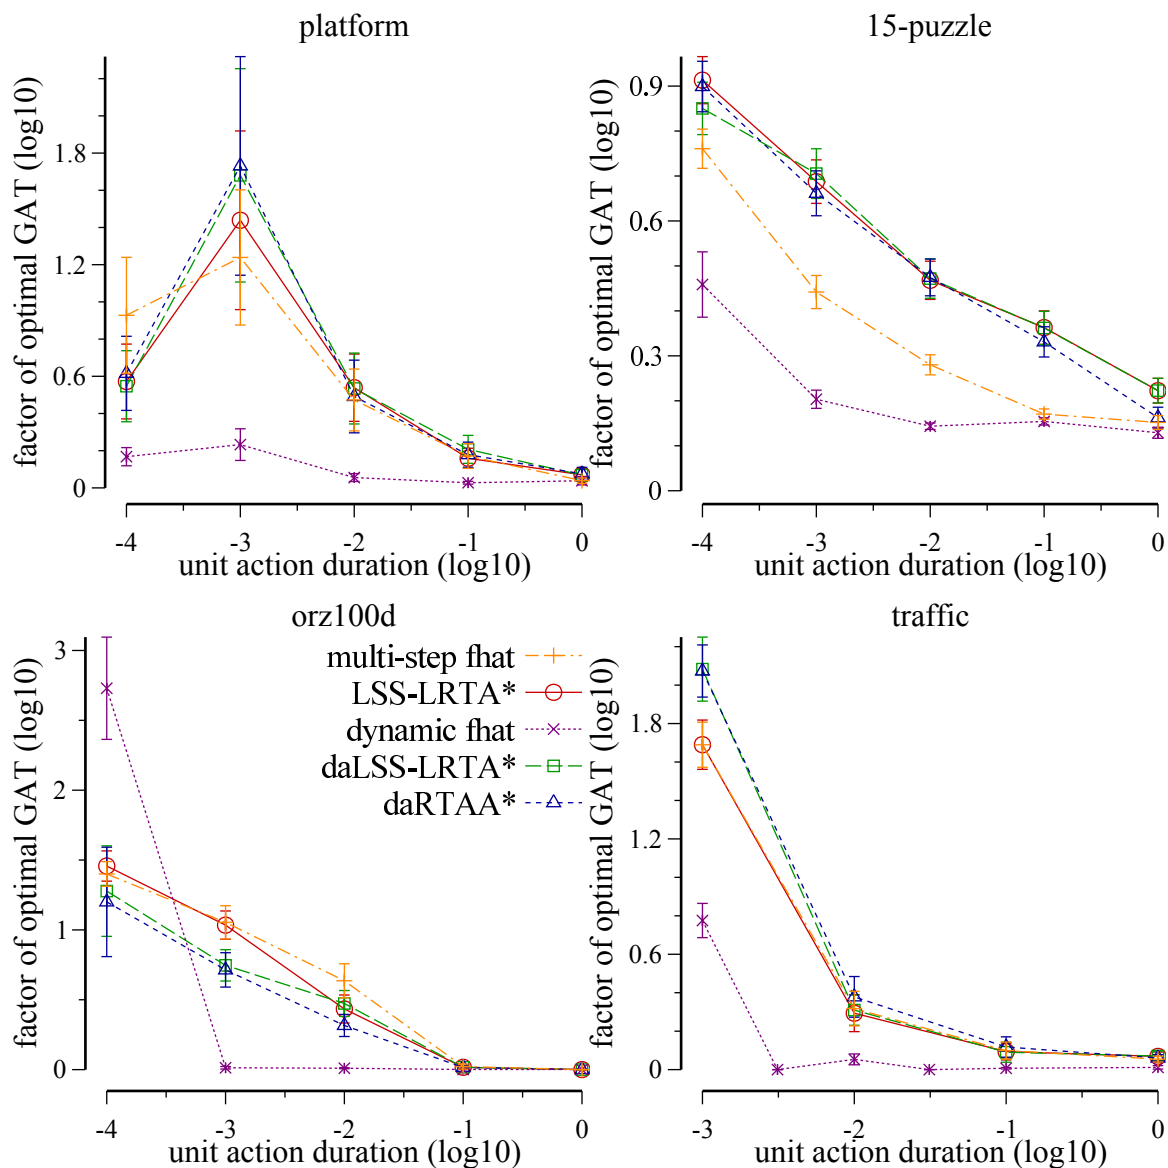 platform
factor of optimal GAT (log10)
1.8
1.2
0.6
0
-4 -3 -2 -1 0
unit action duration (log10)
15-puzzle
factor of optimal GAT (log10)
0.9
0.6
0.3
0
-4 -3 -2 -1 0
unit action duration (log10)
orz100d
factor of optimal GAT (log10)
3
2
1
0
multi-step fhat
LSS-LRTA*
dynamic fhat
daLSS-LRTA*
daRTAA*
-4 -3 -2 -1 0
unit action duration (log10)
traffic
factor of optimal GAT (log10)
1.8
1.2
0.6
0
-3 -2 -1 0
unit action duration (log10)